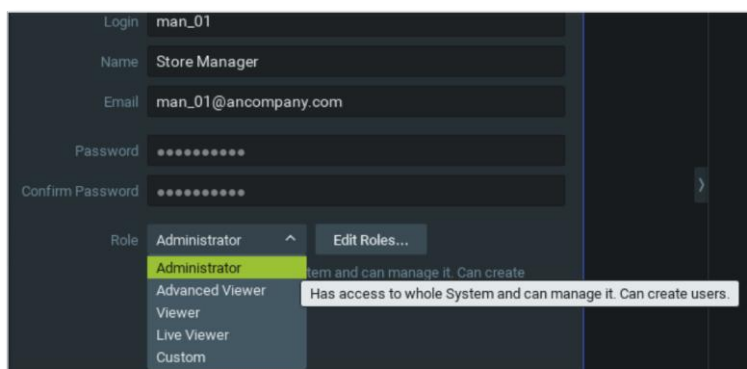 Login man_01
Name Store Manager
Email man_01@ancompany.com
Password
Confirm Password
Role Administrator Edit Roles...
Administrator
tem and can manage it. Can create
Advanced Viewer
Has access to whole System and can manage it. Can create users.
Viewer
Live Viewer
Custom